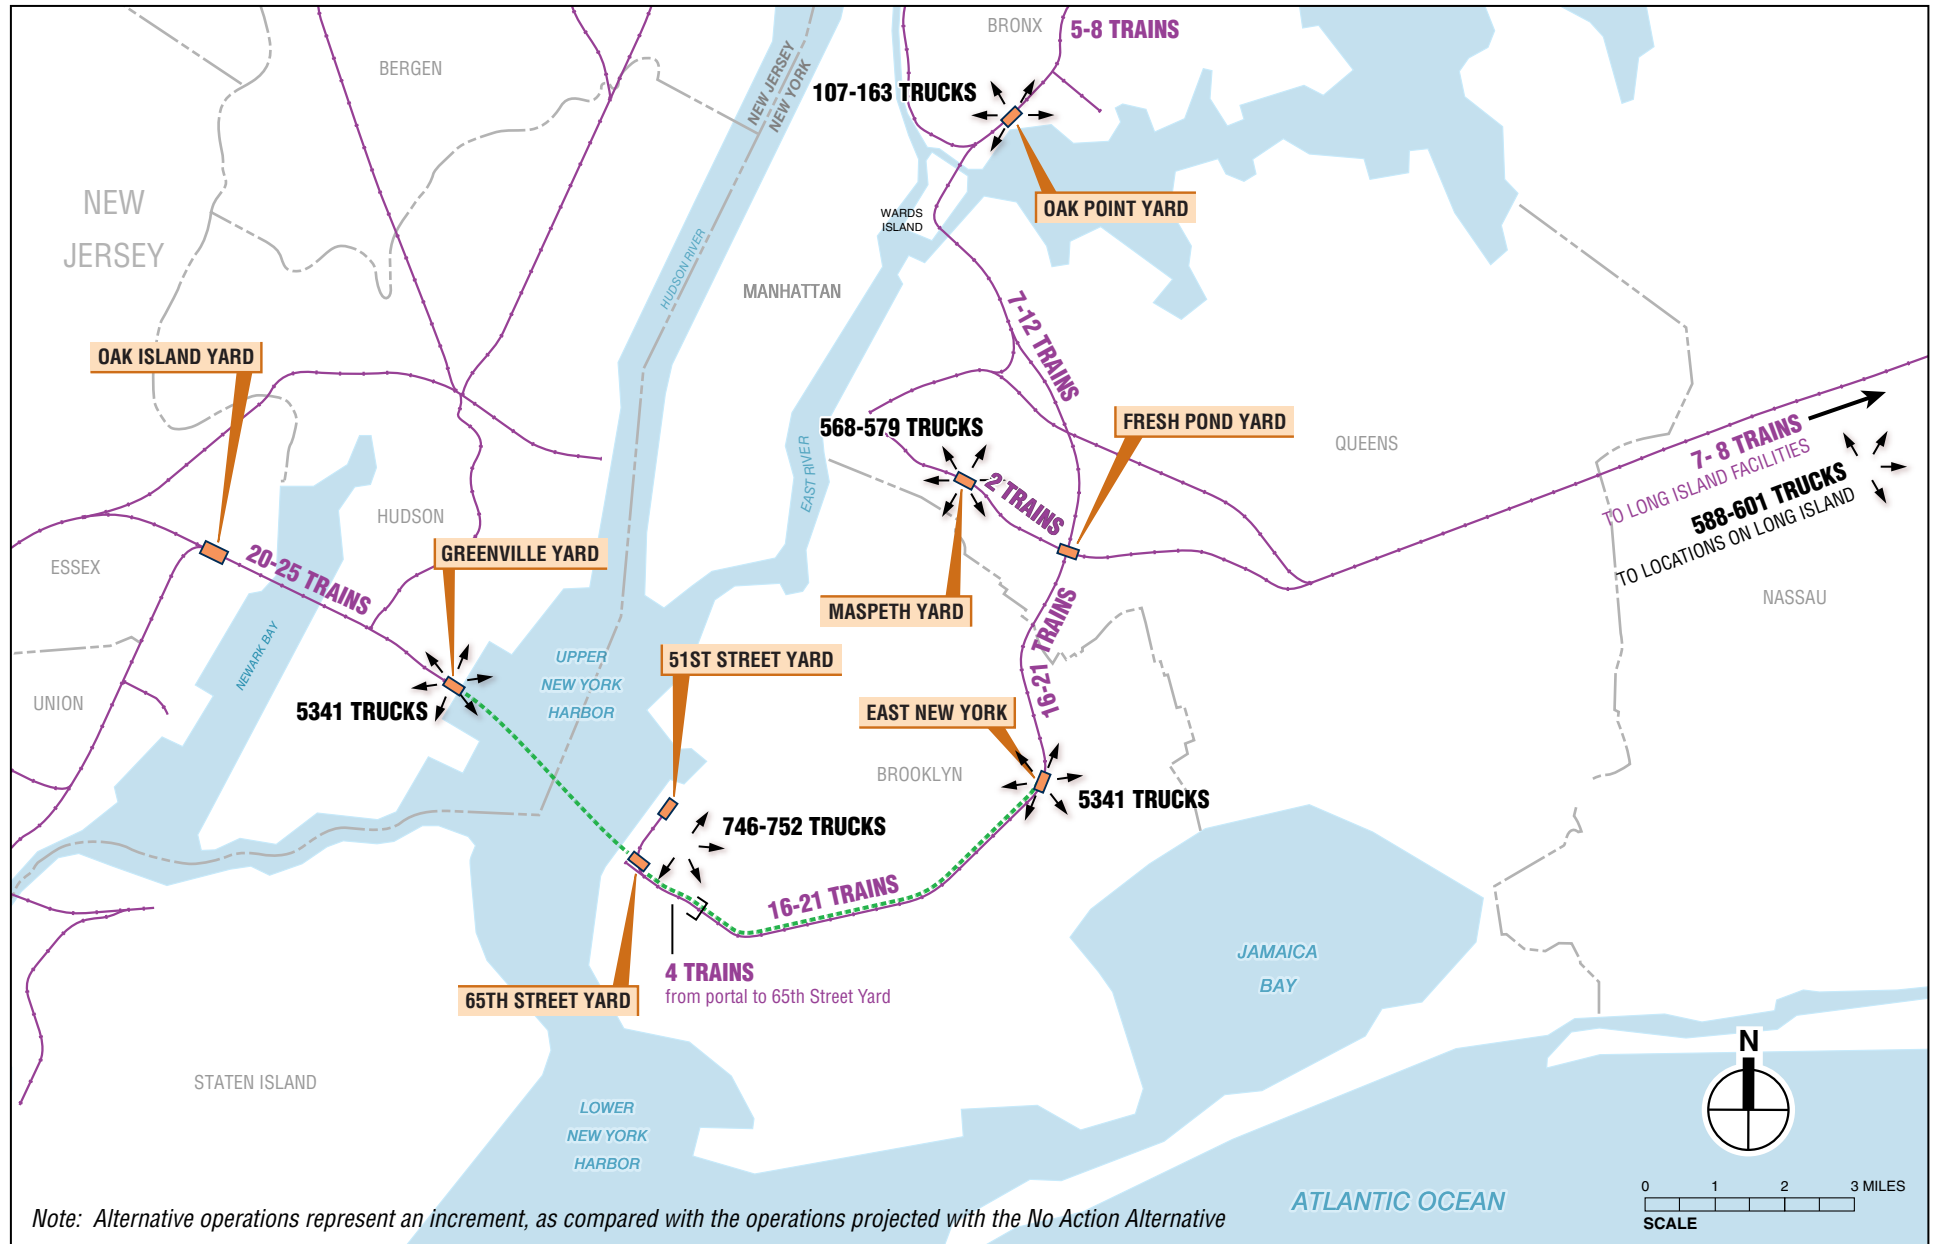 BRONX
5-8 TRAINS
BERGEN
NEW JERSEY
NEW YORK
107-163 TRUCKS
NEW
JERSEY
OAK POINT YARD
WARDS
ISLAND
HUDSON RIVER
MANHATTAN
7-12 TRAINS
OAK ISLAND YARD
FRESH POND YARD
568-579 TRUCKS
QUEENS
7- 8 TRAINS
TO LONG ISLAND FACILITIES
588-601 TRUCKS
TO LOCATIONS ON LONG ISLAND
EAST RIVER
2 TRAINS
HUDSON
GREENVILLE YARD
ESSEX
20-25 TRAINS
NASSAU
MASPETH YARD
16-21 TRAINS
NEWARK BAY
UPPER
NEW YORK
HARBOR
51ST STREET YARD
UNION
5341 TRUCKS
EAST NEW YORK
BROOKLYN
5341 TRUCKS
746-752 TRUCKS
16-21 TRAINS
JAMAICA
BAY
4 TRAINS
from portal to 65th Street Yard
65TH STREET YARD
STATEN ISLAND
N
LOWER
NEW YORK
HARBOR
ATLANTIC OCEAN
0 1 2 3 MILES
SCALE
Note: Alternative operations represent an increment, as compared with the operations projected with the No Action Alternative